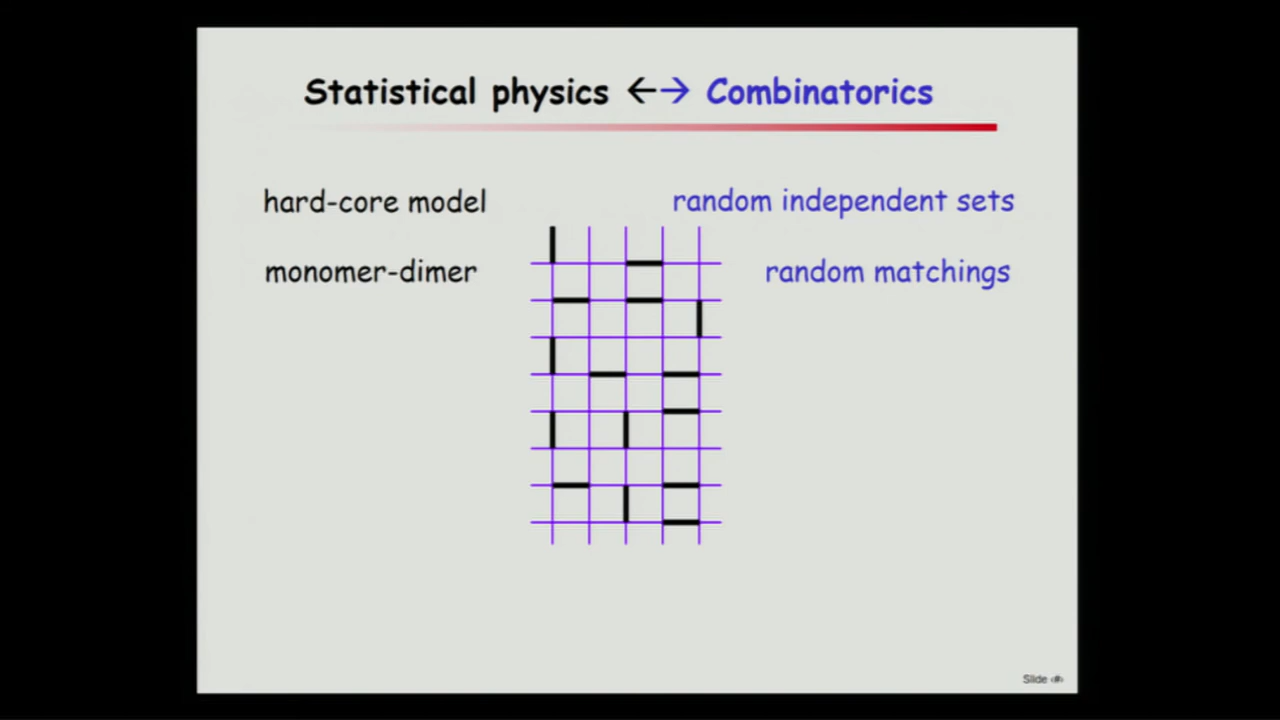 Statistical physics ←→ Combinatorics
hard-core model random independent sets
monomer-dimer random matchings
Slide ‹#›